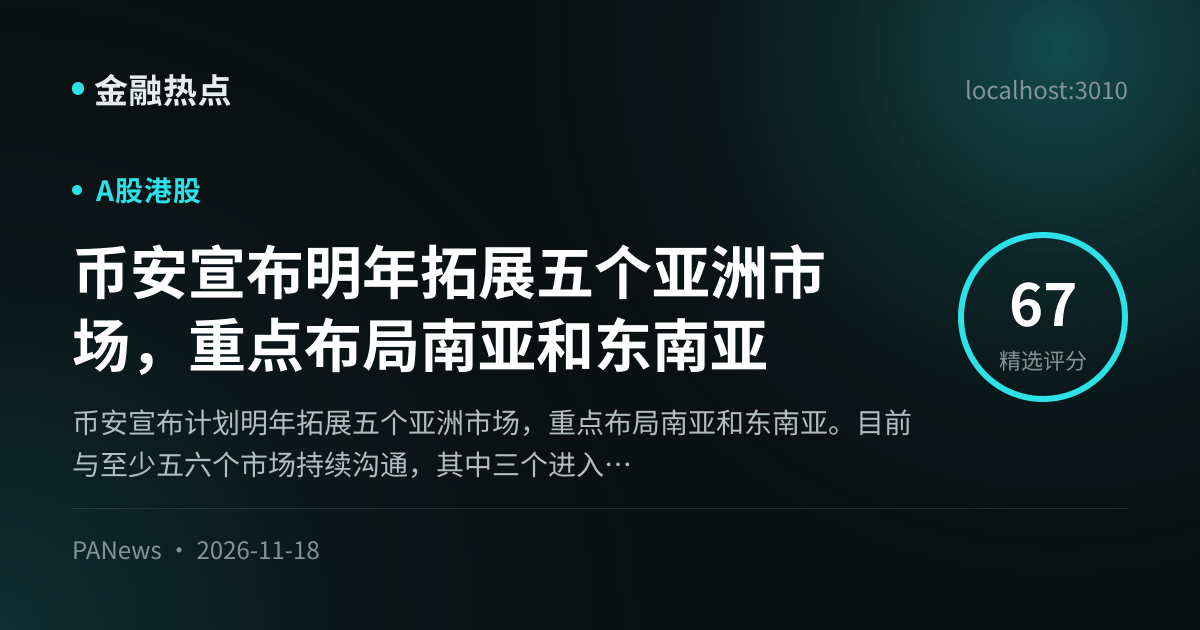 金融热点
localhost:3010
A股港股
币安宣布明年拓展五个亚洲市
场，重点布局南亚和东南亚
67
精选评分
币安宣布计划明年拓展五个亚洲市场，重点布局南亚和东南亚。目前
与至少五六个市场持续沟通，其中三个进入…
PANews • 2026-11-18